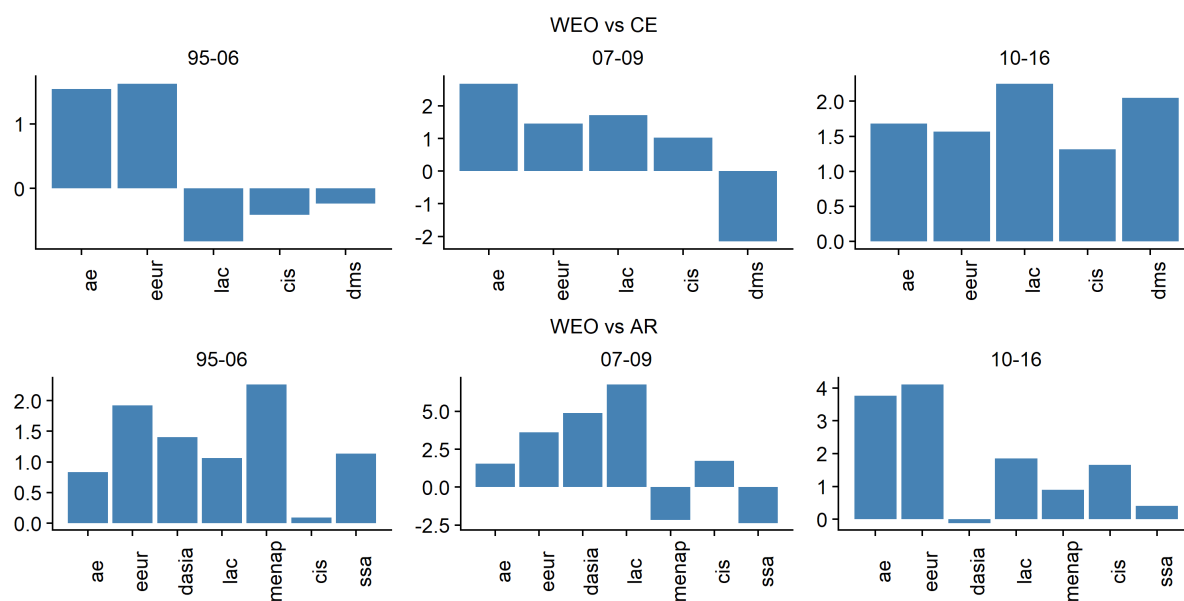 WEO vs CE
95-06
07-09
10-16
1
0
2
1
0
-1
-2
2.0
1.5
1.0
0.5
0.0
ae
eeur
lac
cis
dms
ae
eeur
lac
cis
dms
ae
eeur
lac
cis
dms
WEO vs AR
95-06
07-09
10-16
2.0
1.5
1.0
0.5
0.0
5.0
2.5
0.0
-2.5
4
3
2
1
0
ae
eeur
dasia
lac
menap
cis
ssa
ae
eeur
dasia
lac
menap
cis
ssa
ae
eeur
dasia
lac
menap
cis
ssa